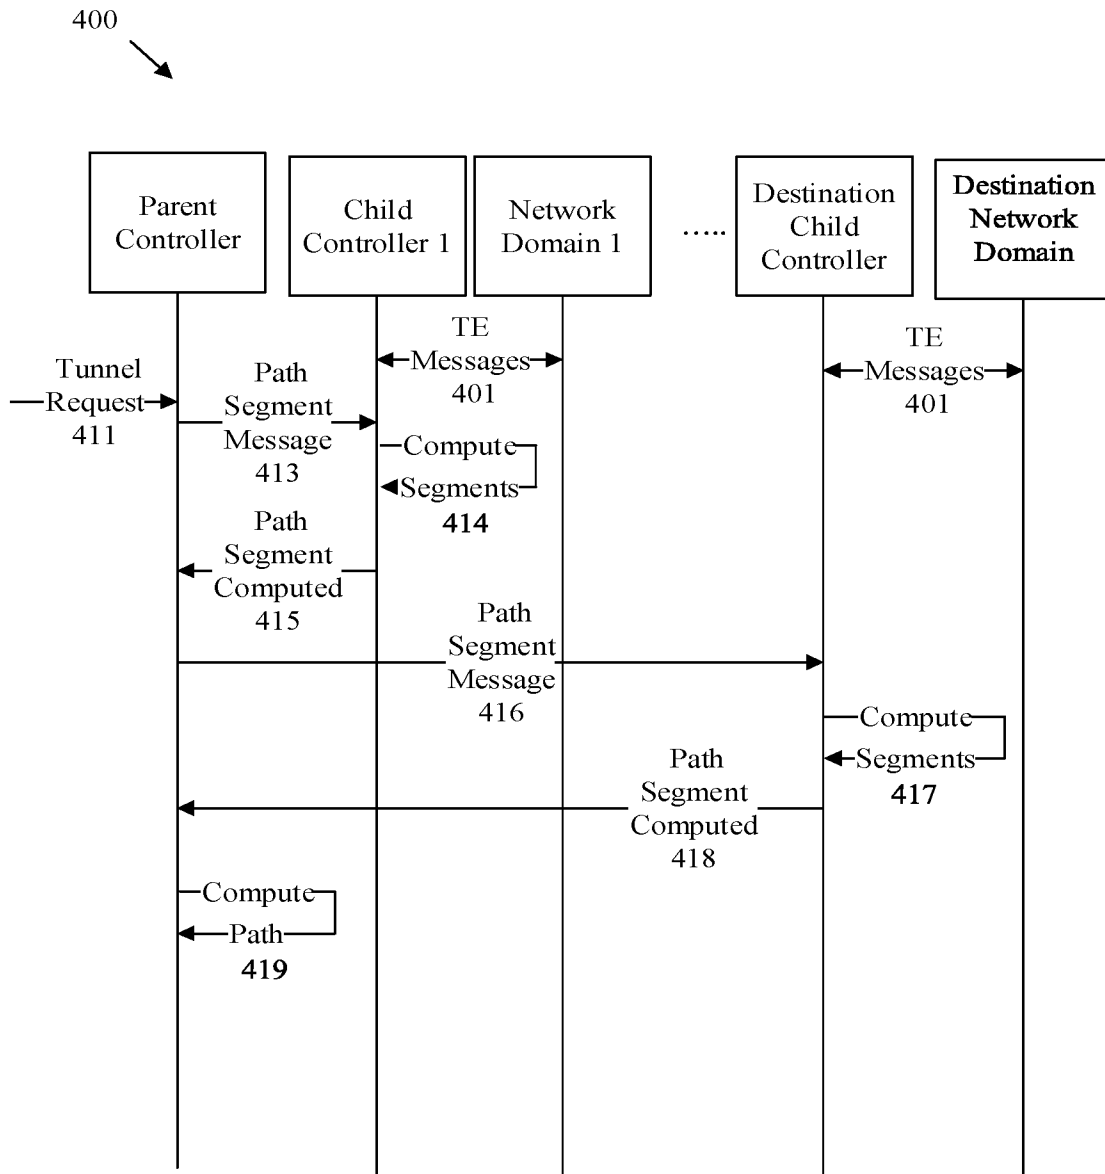 400
Parent
Controller
Child
Controller 1
Network
Domain 1
.....
Destination
Child
Controller
Destination
Network
Domain
TE
Messages
401
TE
Messages
401
Tunnel
Request
411
Path
Segment
Message
413
Compute
Segments
414
Path
Segment
Computed
415
Path
Segment
Message
416
Compute
Segments
417
Path
Segment
Computed
418
Compute
Path
419